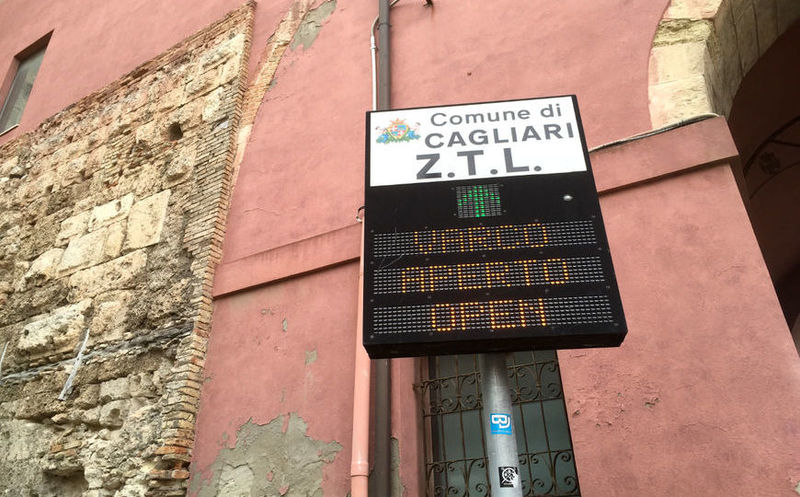 Comune di
CAGLIARI
Z.T.L.
VARCO
APERTO
OPEN